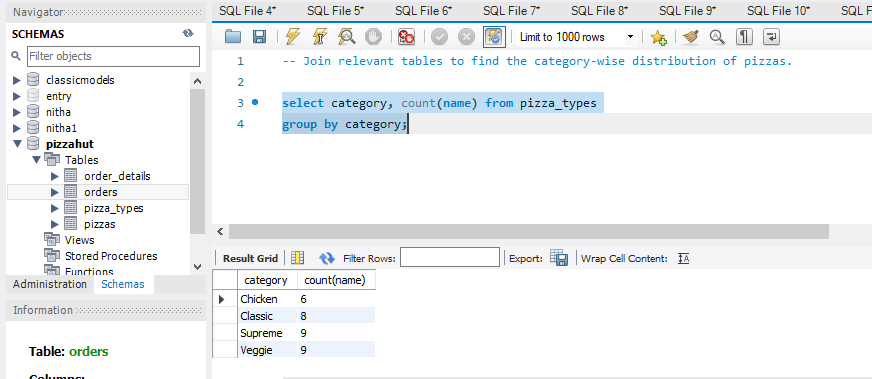 Navigator
SQL File 4* SQL File 5* SQL File 6* SQL File 7* SQL File 8* SQL File 9* SQL File 10* SQL F
SCHEMAS
Filter objects
classicmodels
entry
nitha
nitha1
pizzahut
Tables
order_details
orders
pizza_types
pizzas
Views
Stored Procedures
Functions
Administration Schemas
Information
Table: orders
Columns:
Limit to 1000 rows
1 -- Join relevant tables to find the category-wise distribution of pizzas.
2
3 select category, count(name) from pizza_types
4 group by category;
Result Grid Filter Rows: Export: Wrap Cell Content:
category count(name)
Chicken 6
Classic 8
Supreme 9
Veggie 9